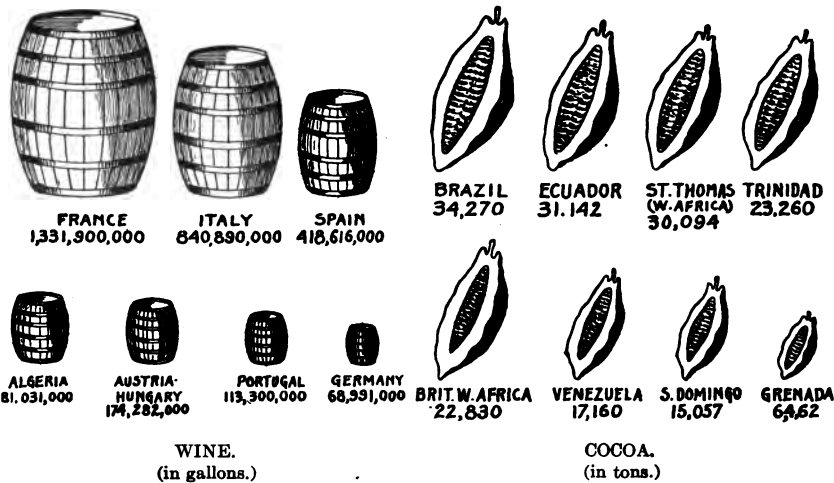 FRANCE
1,331,900,000
ITALY
840,890,000
SPAIN
418,616,000
ALGERIA
81.031,000
AUSTRIA-
HUNGARY
174,282,000
PORTUGAL
113,300,000
GERMANY
68,991,000
WINE.
(in gallons.)
BRAZIL
34,270
ECUADOR
31.142
ST. THOMAS
(W. AFRICA)
30,094
TRINIDAD
23,260
BRIT. W. AFRICA
22,830
VENEZUELA
17,160
S. DOMINGO
15,057
GRENADA
6,462
COCOA.
(in tons.)